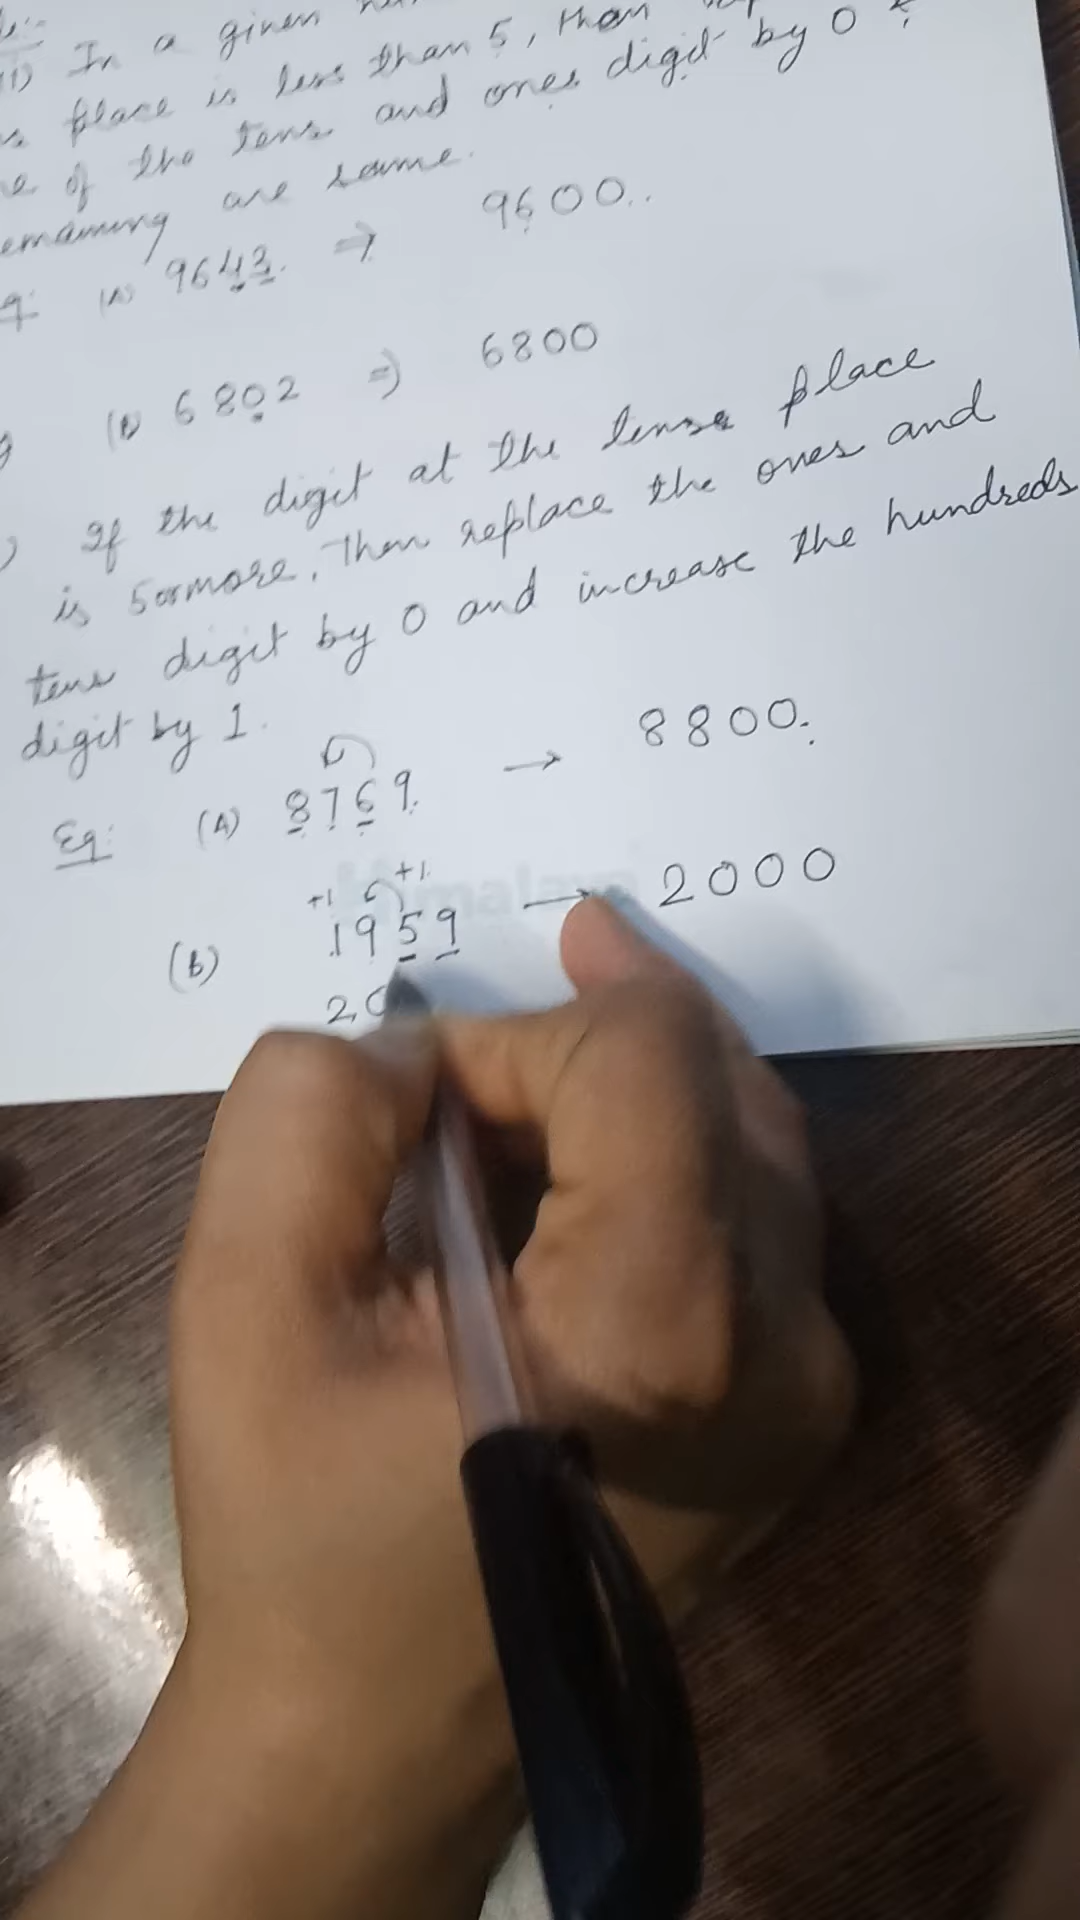 (1) In a given
place is less than 5, then
of the tens and ones digit by 0 &
remaining are same.
(A) 9643 ⇒ 9600
(B) 6802 ⇒ 6800
If the digit at the tens place
is 5 or more, Then replace the ones and
tens digit by 0 and increase the hundreds
digit by 1.
Eg: (A) 8769 → 8800
+1 +1
(b) 1959 → 2000
20